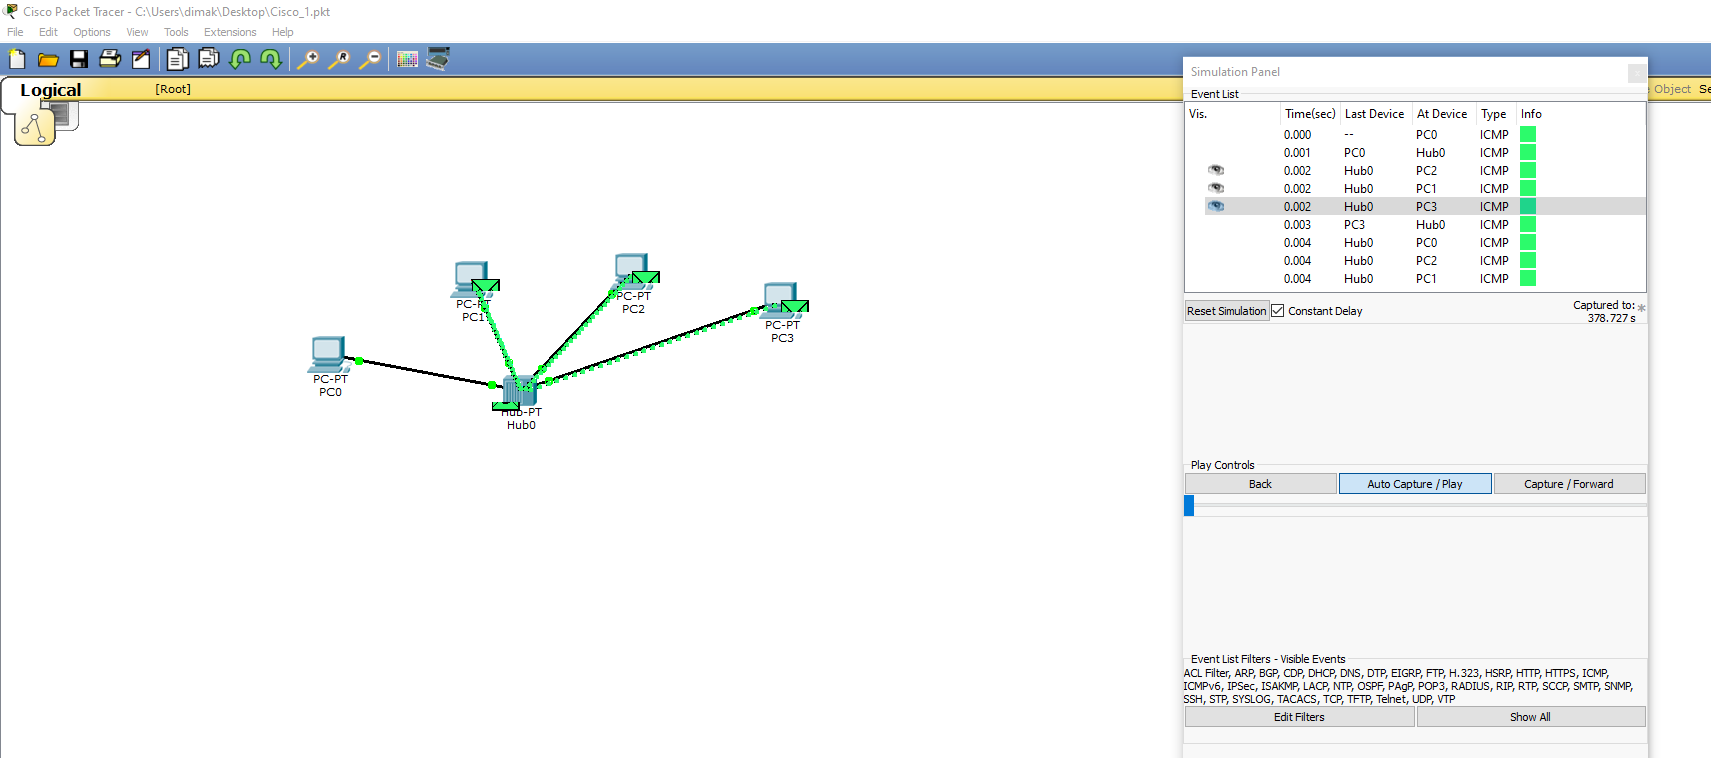 Cisco Packet Tracer - C:\Users\dimak\Desktop\Cisco_1.pkt
File Edit Options View Tools Extensions Help
Logical [Root]
Object Se
PC-PT
PC0
PC1
PC-PT
PC2
PC-PT
PC3
Hub-PT
Hub0
Simulation Panel
Event List
Vis. Time(sec) Last Device At Device Type Info
0.000 -- PC0 ICMP
0.001 PC0 Hub0 ICMP
0.002 Hub0 PC2 ICMP
0.002 Hub0 PC1 ICMP
0.002 Hub0 PC3 ICMP
0.003 PC3 Hub0 ICMP
0.004 Hub0 PC0 ICMP
0.004 Hub0 PC2 ICMP
0.004 Hub0 PC1 ICMP
Reset Simulation Constant Delay
Captured to: *
378.727 s
Play Controls
Back Auto Capture / Play Capture / Forward
Event List Filters - Visible Events
ACL Filter, ARP, BGP, CDP, DHCP, DNS, DTP, EIGRP, FTP, H.323, HSRP, HTTP, HTTPS, ICMP,
ICMPv6, IPSec, ISAKMP, LACP, NTP, OSPF, PAgP, POP3, RADIUS, RIP, RTP, SCCP, SMTP, SNMP,
SSH, STP, SYSLOG, TACACS, TCP, TFTP, Telnet, UDP, VTP
Edit Filters Show All